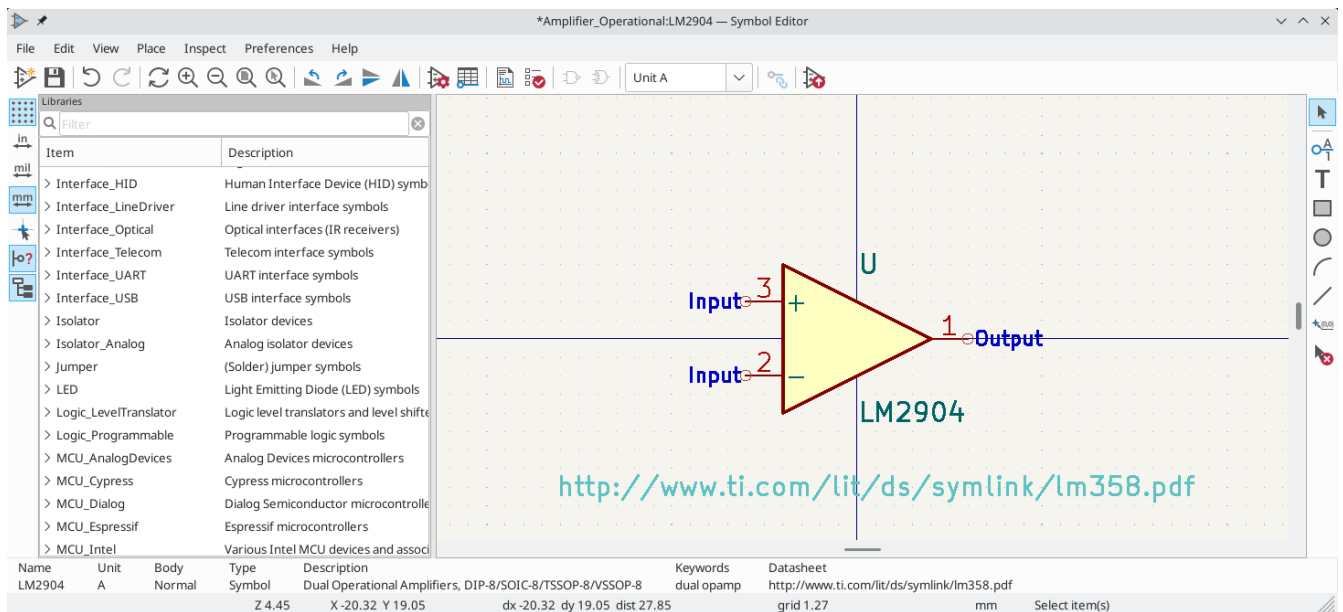 *Amplifier_Operational:LM2904 — Symbol Editor
File Edit View Place Inspect Preferences Help
Unit A
Libraries
in
mil
mm
Filter
Item Description
Interface_HID Human Interface Device (HID) symb
Interface_LineDriver Line driver interface symbols
Interface_Optical Optical interfaces (IR receivers)
Interface_Telecom Telecom interface symbols
Interface_UART UART interface symbols
Interface_USB USB interface symbols
Isolator Isolator devices
Isolator_Analog Analog isolator devices
Jumper (Solder) jumper symbols
LED Light Emitting Diode (LED) symbols
Logic_LevelTranslator Logic level translators and level shifte
Logic_Programmable Programmable logic symbols
MCU_AnalogDevices Analog Devices microcontrollers
MCU_Cypress Cypress microcontrollers
MCU_Dialog Dialog Semiconductor microcontrolle
MCU_Espressif Espressif microcontrollers
MCU_Intel Various Intel MCU devices and associ
U
Input 3 +
1 Output
Input 2 −
LM2904
http://www.ti.com/lit/ds/symlink/lm358.pdf
A
1
T
(0,0)
Name Unit Body Type Description Keywords Datasheet
LM2904 A Normal Symbol Dual Operational Amplifiers, DIP-8/SOIC-8/TSSOP-8/VSSOP-8 dual opamp http://www.ti.com/lit/ds/symlink/lm358.pdf
Z 4.45 X -20.32 Y 19.05 dx -20.32 dy 19.05 dist 27.85 grid 1.27 mm Select item(s)